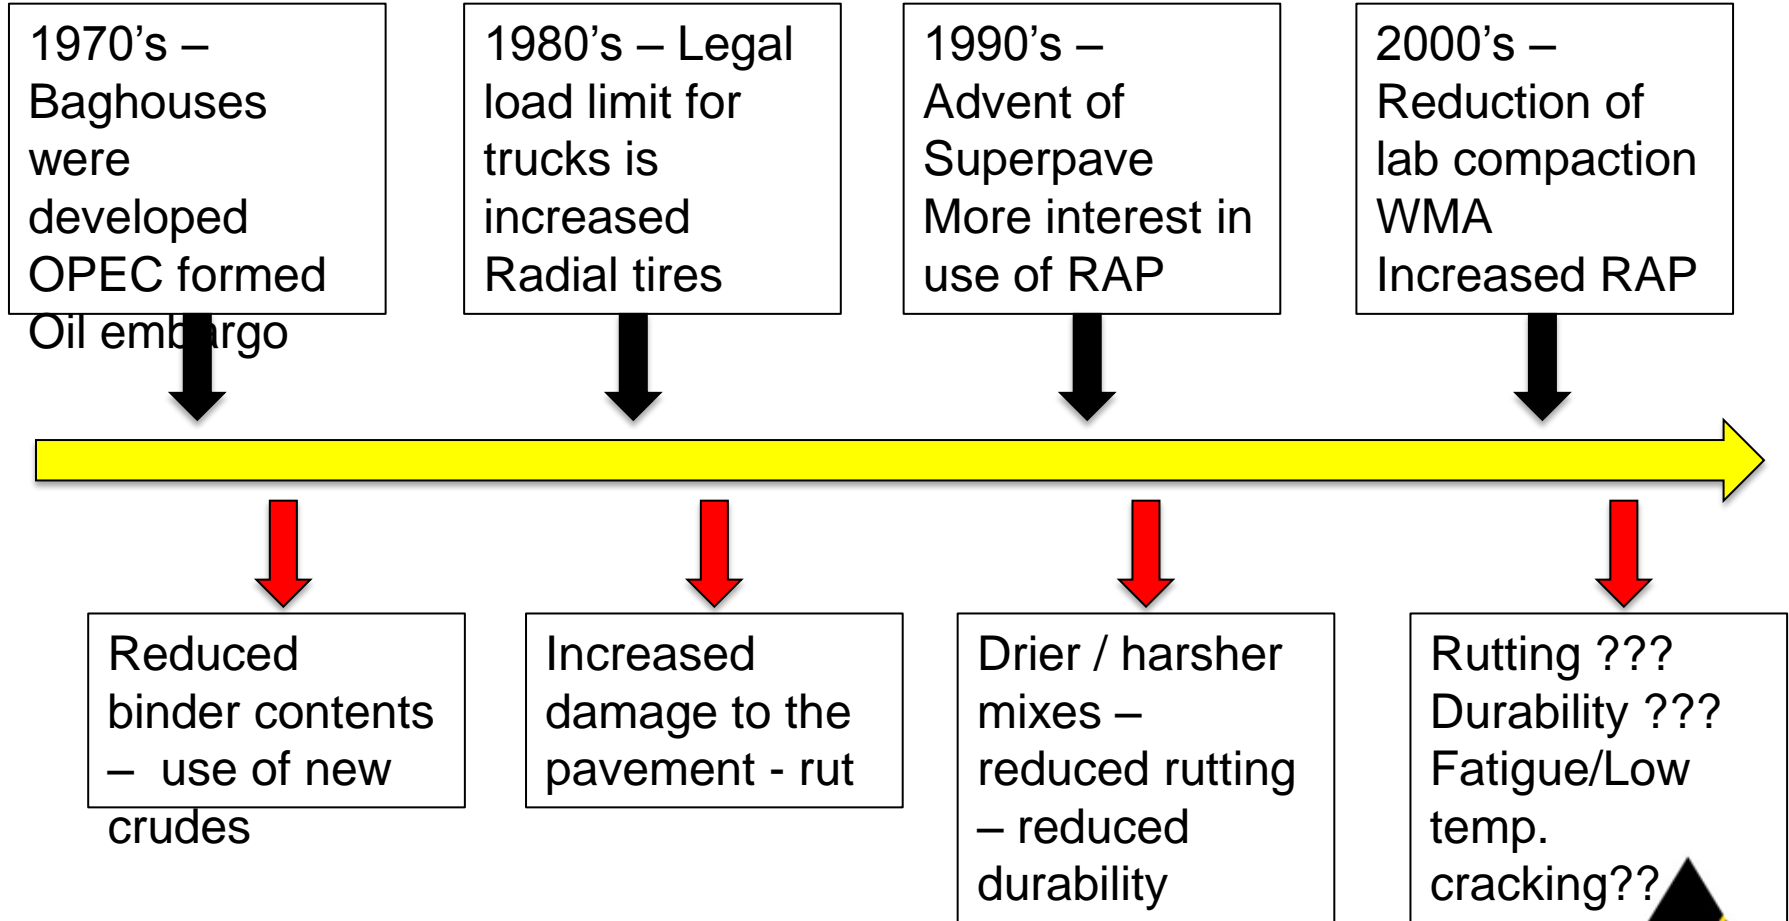 1970’s –
Baghouses
were
developed
OPEC formed
Oil embargo
1980’s – Legal
load limit for
trucks is
increased
Radial tires
1990’s –
Advent of
Superpave
More interest in
use of RAP
2000’s –
Reduction of
lab compaction
WMA
Increased RAP
Reduced
binder contents
– use of new
crudes
Increased
damage to the
pavement - rut
Drier / harsher
mixes –
reduced rutting
– reduced
durability
Rutting ???
Durability ???
Fatigue/Low
temp.
cracking??